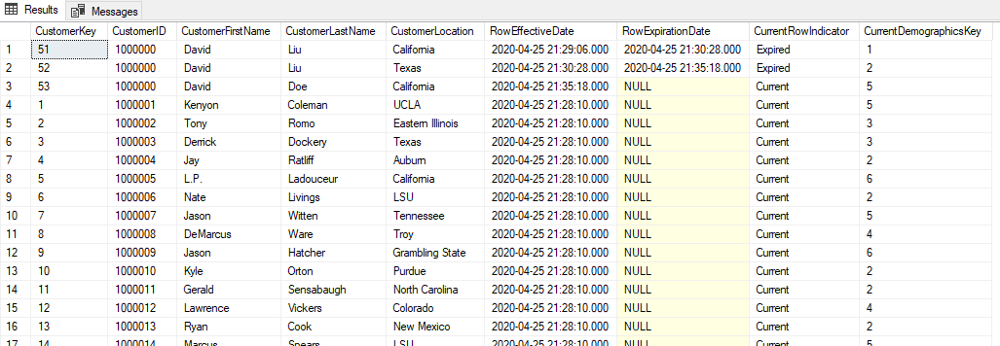 Results Messages
CustomerKey CustomerID CustomerFirstName CustomerLastName CustomerLocation RowEffectiveDate RowExpirationDate CurrentRowIndicator CurrentDemographicsKey
1 51 1000000 David Liu California 2020-04-25 21:29:06.000 2020-04-25 21:30:28.000 Expired 1
2 52 1000000 David Liu Texas 2020-04-25 21:30:28.000 2020-04-25 21:35:18.000 Expired 2
3 53 1000000 David Doe California 2020-04-25 21:35:18.000 NULL Current 5
4 1 1000001 Kenyon Coleman UCLA 2020-04-25 21:28:10.000 NULL Current 5
5 2 1000002 Tony Romo Eastern Illinois 2020-04-25 21:28:10.000 NULL Current 3
6 3 1000003 Derrick Dockery Texas 2020-04-25 21:28:10.000 NULL Current 3
7 4 1000004 Jay Ratliff Auburn 2020-04-25 21:28:10.000 NULL Current 2
8 5 1000005 L.P. Ladouceur California 2020-04-25 21:28:10.000 NULL Current 6
9 6 1000006 Nate Livings LSU 2020-04-25 21:28:10.000 NULL Current 2
10 7 1000007 Jason Witten Tennessee 2020-04-25 21:28:10.000 NULL Current 5
11 8 1000008 DeMarcus Ware Troy 2020-04-25 21:28:10.000 NULL Current 4
12 9 1000009 Jason Hatcher Grambling State 2020-04-25 21:28:10.000 NULL Current 6
13 10 1000010 Kyle Orton Purdue 2020-04-25 21:28:10.000 NULL Current 2
14 11 1000011 Gerald Sensabaugh North Carolina 2020-04-25 21:28:10.000 NULL Current 2
15 12 1000012 Lawrence Vickers Colorado 2020-04-25 21:28:10.000 NULL Current 4
16 13 1000013 Ryan Cook New Mexico 2020-04-25 21:28:10.000 NULL Current 2
17 14 1000014 Marcus Spears LSU 2020-04-25 21:28:10.000 NULL Current 5